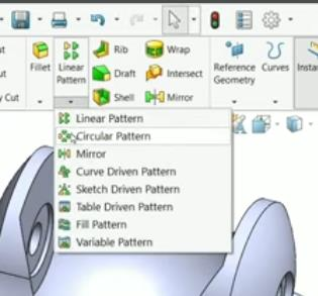 ut
Fillet
Linear Pattern
Rib
Wrap
Reference Geometry
Curves
Insta
ut
Draft
Intersect
y Cut
Shell
Mirror
Linear Pattern
Circular Pattern
Mirror
Curve Driven Pattern
Sketch Driven Pattern
Table Driven Pattern
Fill Pattern
Variable Pattern